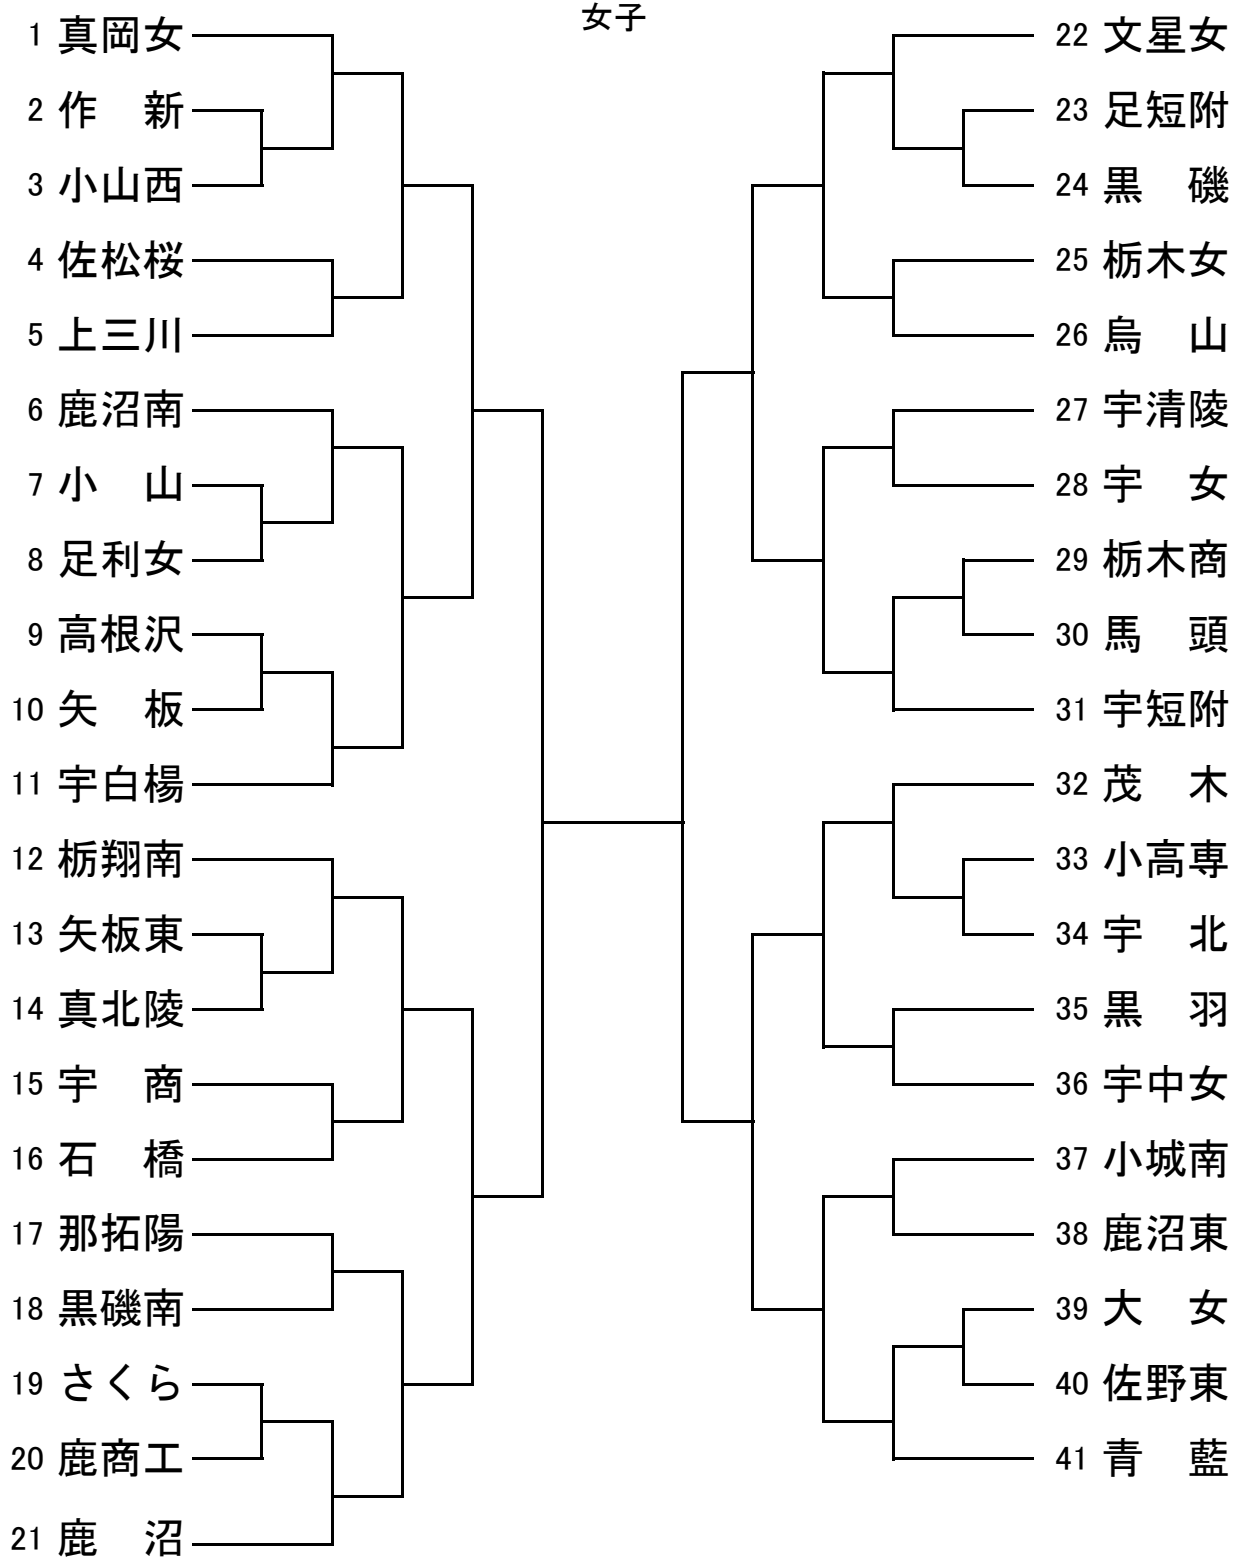 女子
1 真岡女
2 作　新
3 小山西
4 佐松桜
5 上三川
6 鹿沼南
7 小　山
8 足利女
9 高根沢
10 矢　板
11 宇白楊
12 栃翔南
13 矢板東
14 真北陵
15 宇　商
16 石　橋
17 那拓陽
18 黒磯南
19 さくら
20 鹿商工
21 鹿　沼
22 文星女
23 足短附
24 黒　磯
25 栃木女
26 烏　山
27 宇清陵
28 宇　女
29 栃木商
30 馬　頭
31 宇短附
32 茂　木
33 小高専
34 宇　北
35 黒　羽
36 宇中女
37 小城南
38 鹿沼東
39 大　女
40 佐野東
41 青　藍